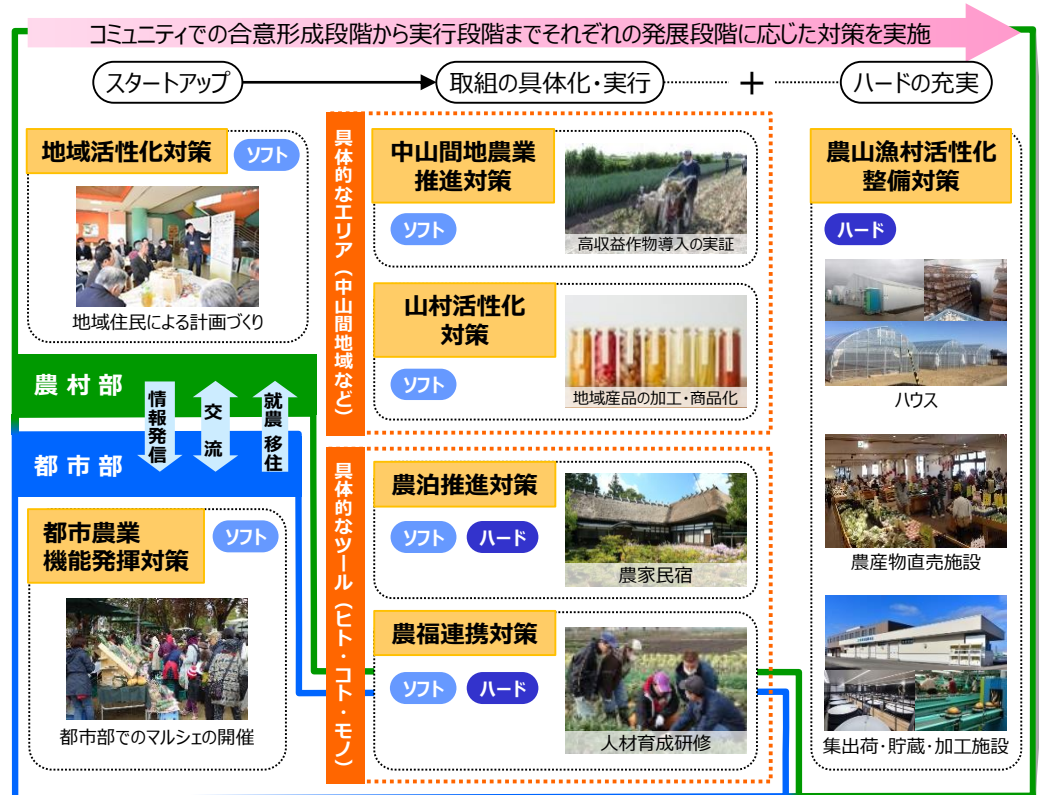 コミュニティでの合意形成段階から実行段階までそれぞれの発展段階に応じた対策を実施
スタートアップ
取組の具体化・実行
＋
ハードの充実
地域活性化対策
ソフト
地域住民による計画づくり
農村部
情報発信
交流
就農移住
都市部
都市農業
機能発揮対策
ソフト
都市部でのマルシェの開催
具体的なエリア（中山間地域など）
中山間地農業
推進対策
ソフト
高収益作物導入の実証
山村活性化
対策
ソフト
地域産品の加工・商品化
具体的なツール（ヒト・コト・モノ）
農泊推進対策
ソフト
ハード
農家民宿
農福連携対策
ソフト
ハード
人材育成研修
農山漁村活性化
整備対策
ハード
ハウス
農産物直売施設
集出荷・貯蔵・加工施設